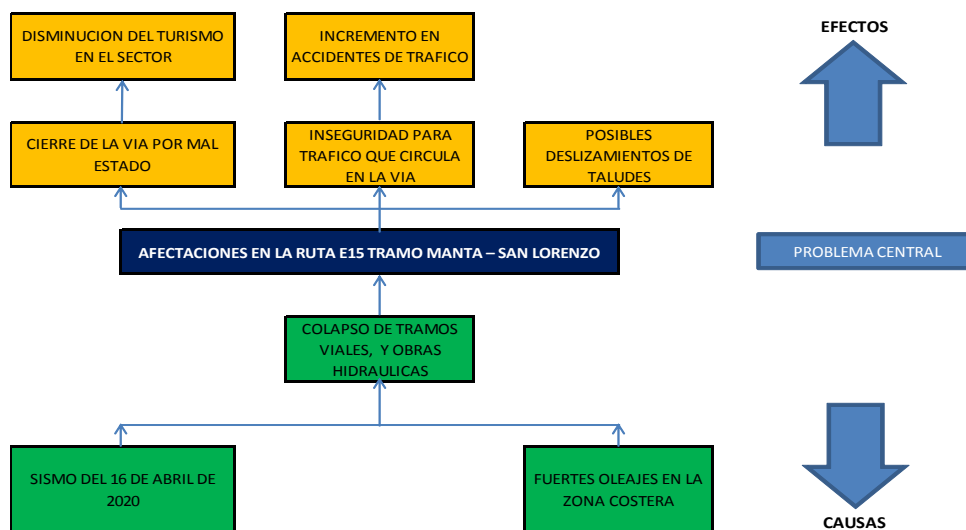 DISMINUCION DEL TURISMO
EN EL SECTOR
INCREMENTO EN
ACCIDENTES DE TRAFICO
EFECTOS
CIERRE DE LA VIA POR MAL
ESTADO
INSEGURIDAD PARA
TRAFICO QUE CIRCULA
EN LA VIA
POSIBLES
DESLIZAMIENTOS DE
TALUDES
AFECTACIONES EN LA RUTA E15 TRAMO MANTA – SAN LORENZO
PROBLEMA CENTRAL
COLAPSO DE TRAMOS
VIALES, Y OBRAS
HIDRAULICAS
SISMO DEL 16 DE ABRIL DE
2020
FUERTES OLEAJES EN LA
ZONA COSTERA
CAUSAS